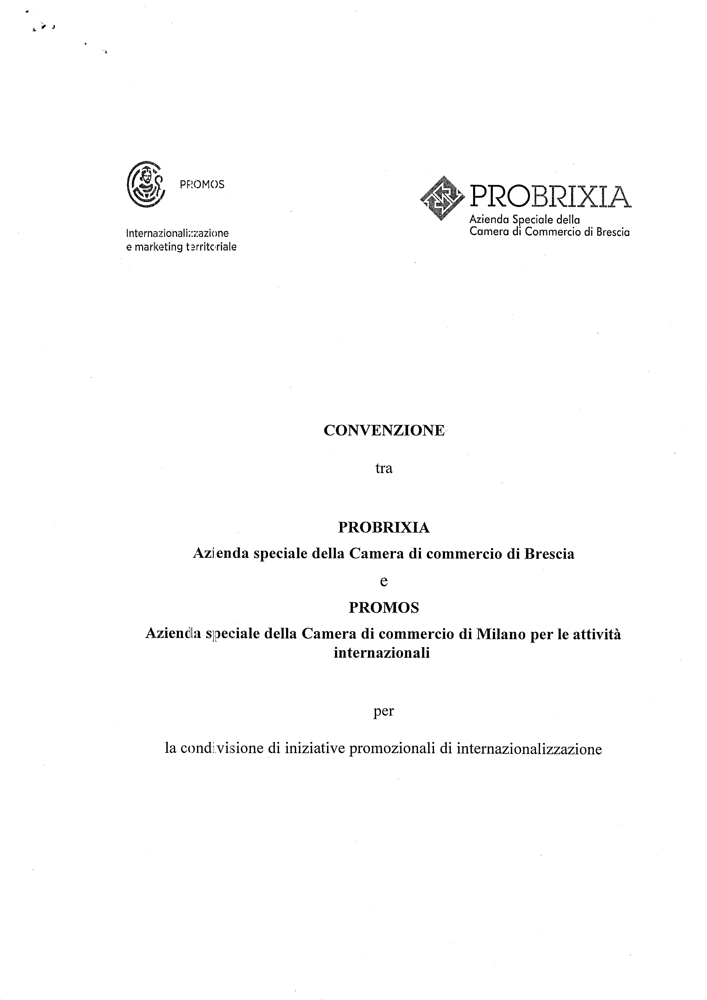 PROMOS
Internazionalizzazione
e marketing territoriale
PROBRIXIA
Azienda Speciale della
Camera di Commercio di Brescia
CONVENZIONE
tra
PROBRIXIA
Azienda speciale della Camera di commercio di Brescia
e
PROMOS
Azienda speciale della Camera di commercio di Milano per le attività
internazionali
per
la condivisione di iniziative promozionali di internazionalizzazione